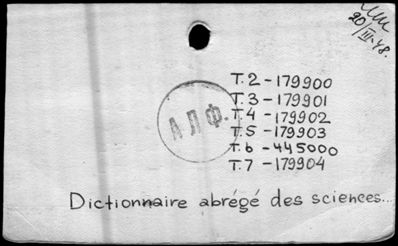 20/III-48.
Т.2-179900
Т.3-179901
Т.4-179902
Т.5-179903
Т.6-445000
Т.7-179904
АЛФ.
Dictionnaire abrégé des sciences...